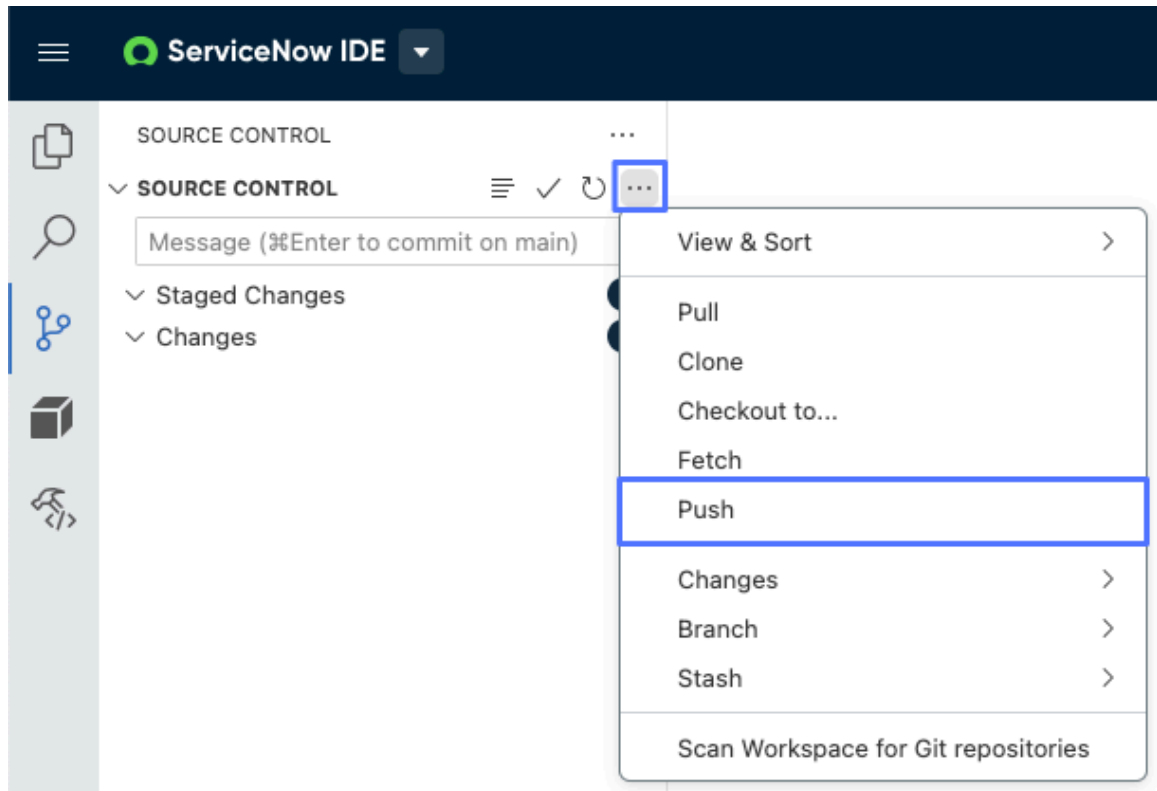 ServiceNow IDE
SOURCE CONTROL
SOURCE CONTROL
Message (⌘Enter to commit on main)
Staged Changes
Changes
View & Sort
Pull
Clone
Checkout to...
Fetch
Push
Changes
Branch
Stash
Scan Workspace for Git repositories